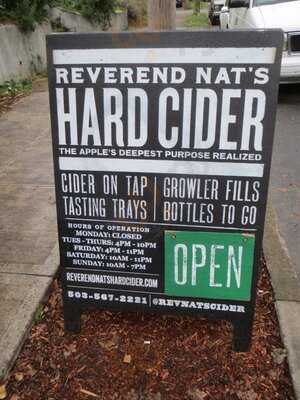 REVEREND NAT'S
HARD CIDER
THE APPLE'S DEEPEST PURPOSE REALIZED
CIDER ON TAP
TASTING TRAYS
GROWLER FILLS
BOTTLES TO GO
HOURS OF OPERATION
MONDAY: CLOSED
TUES - THURS: 4PM - 10PM
FRIDAY: 4PM - 11PM
SATURDAY: 10AM - 11PM
SUNDAY: 10AM - 7PM
OPEN
REVERENDNATSHARDCIDER.COM
503-567-2221 @REVNATSCIDER